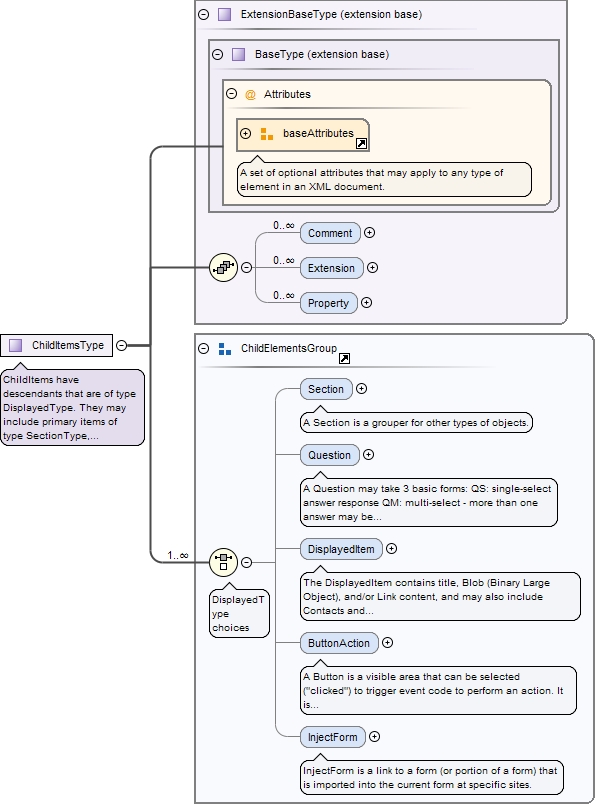 ExtensionBaseType (extension base)
BaseType (extension base)
@ Attributes
baseAttributes
A set of optional attributes that may apply to any type of
element in an XML document.
0..∞
Comment
0..∞
Extension
0..∞
Property
ChildItemsType
ChildItems have
descendants that are of type
DisplayedType. They may
include primary items of
type SectionType,...
ChildElementsGroup
Section
A Section is a grouper for other types of objects.
Question
A Question may take 3 basic forms: QS: single-select
answer response QM: multi-select - more than one
answer may be...
1..∞
DisplayedT
ype
choices
DisplayedItem
The DisplayedItem contains title, Blob (Binary Large
Object), and/or Link content, and may also include
Contacts and...
ButtonAction
A Button is a visible area that can be selected
("clicked") to trigger event code to perform an action. It
is...
InjectForm
InjectForm is a link to a form (or portion of a form) that
is imported into the current form at specific sites.